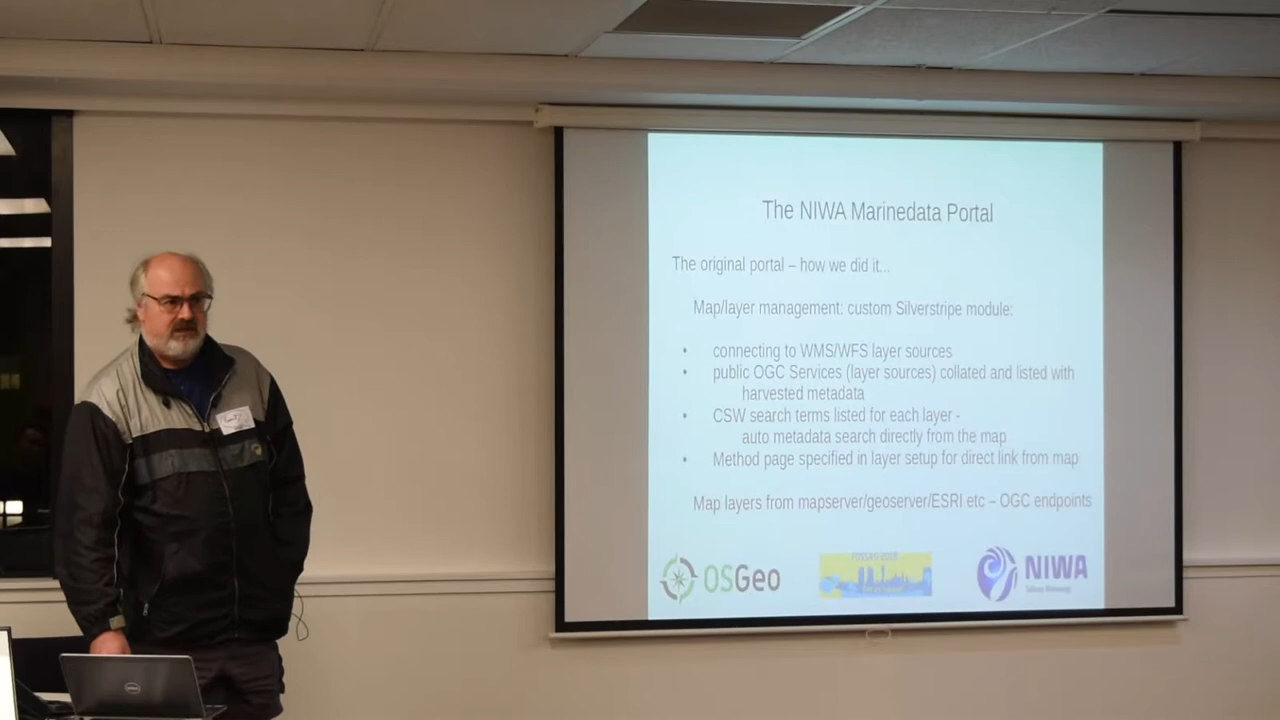 The NIWA Marinedata Portal
The original portal – how we did it...
Map/layer management: custom Silverstripe module:
• connecting to WMS/WFS layer sources
• public OGC Services (layer sources) collated and listed with
harvested metadata
• CSW search terms listed for each layer -
auto metadata search directly from the map
• Method page specified in layer setup for direct link from map
Map layers from mapserver/geoserver/ESRI etc – OGC endpoints
OSGeo
NIWA
DELL